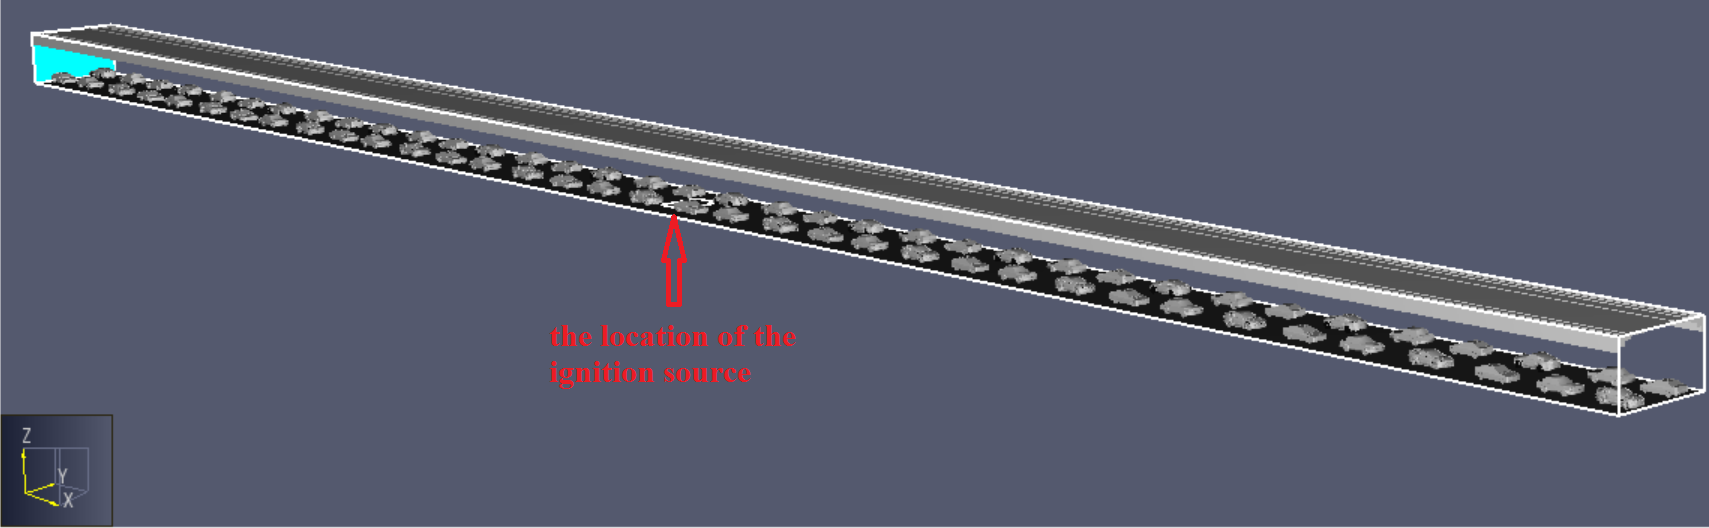 the location of the
ignition source
Z
Y
X